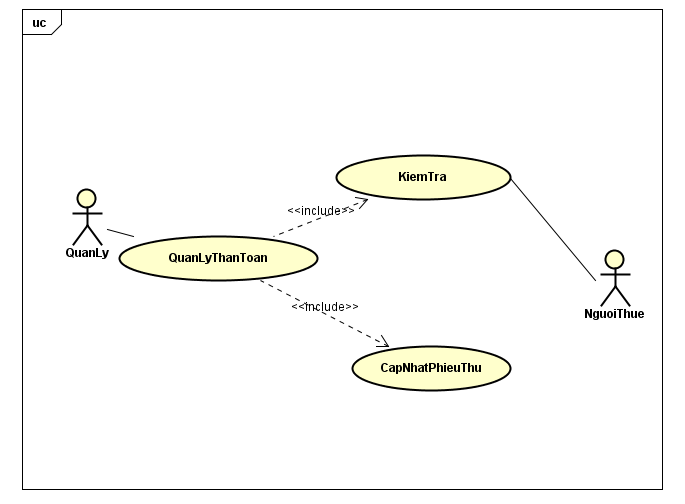 uc
KiemTra
<<include>>
QuanLy
QuanLyThanToan
NguoiThue
<<include>>
CapNhatPhieuThu